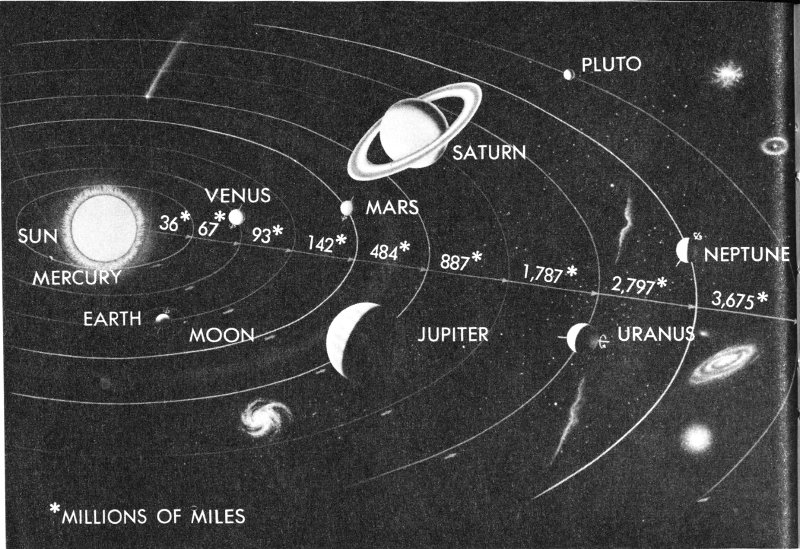 PLUTO
SATURN
VENUS
MARS
36* 67* 93* 142* 484* 887* 1,787* 2,797* 3,675*
SUN
NEPTUNE
MERCURY
EARTH
MOON
JUPITER
URANUS
*MILLIONS OF MILES